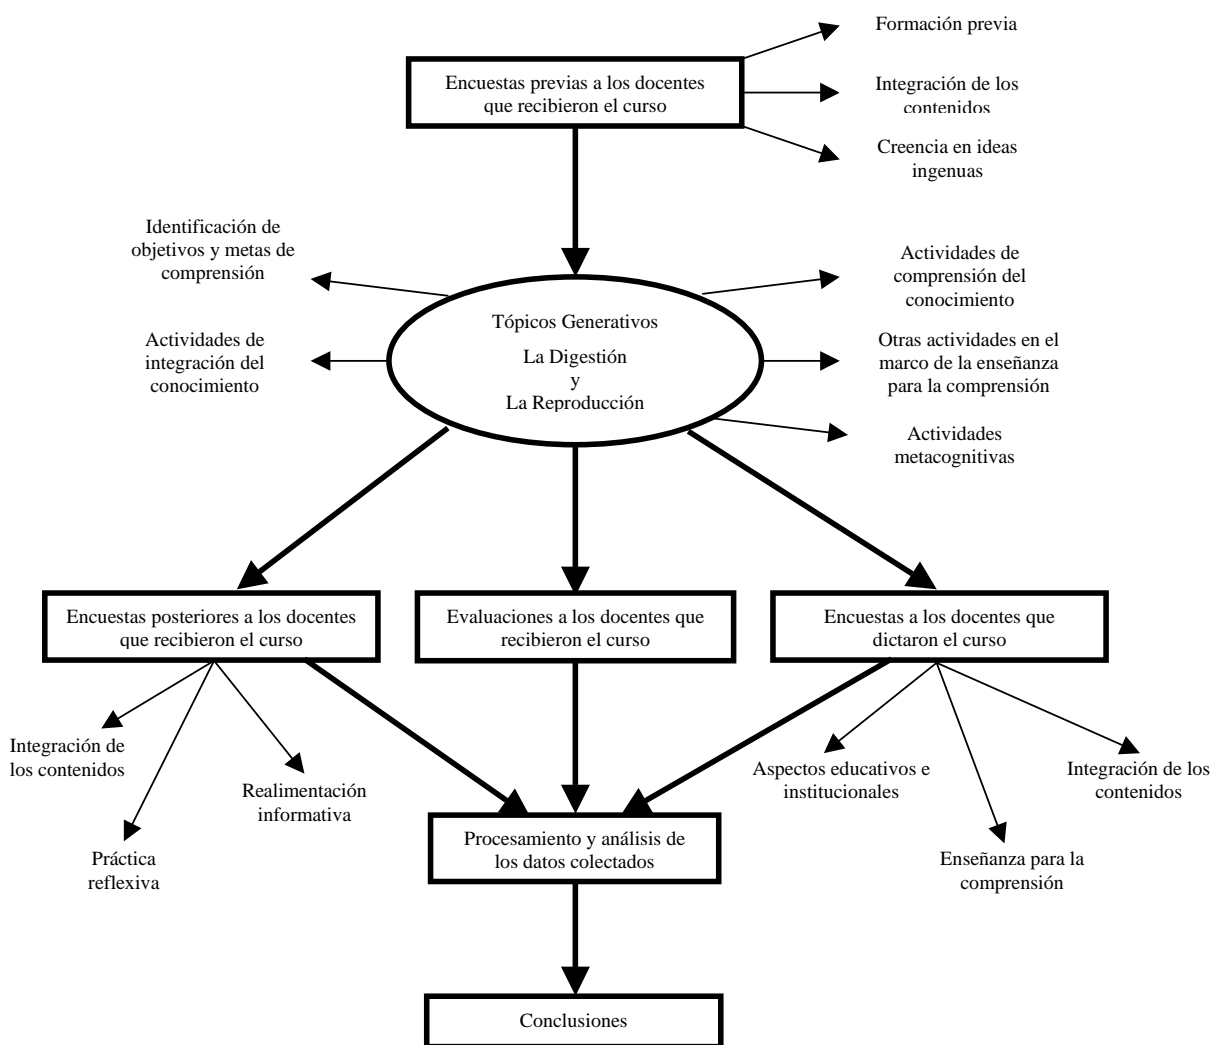 Formación previa
Encuestas previas a los docentes
que recibieron el curso
Integración de los
contenidos
Creencia en ideas
ingenuas
Identificación de
objetivos y metas de
comprensión
Actividades de
integración del
conocimiento
Tópicos Generativos
La Digestión
y
La Reproducción
Actividades de
comprensión del
conocimiento
Otras actividades en el
marco de la enseñanza
para la comprensión
Actividades
metacognitivas
Encuestas posteriores a los docentes
que recibieron el curso
Evaluaciones a los docentes que
recibieron el curso
Encuestas a los docentes que
dictaron el curso
Integración de
los contenidos
Realimentación
informativa
Práctica
reflexiva
Aspectos educativos e
institucionales
Integración de los
contenidos
Enseñanza para la
comprensión
Procesamiento y análisis de
los datos colectados
Conclusiones